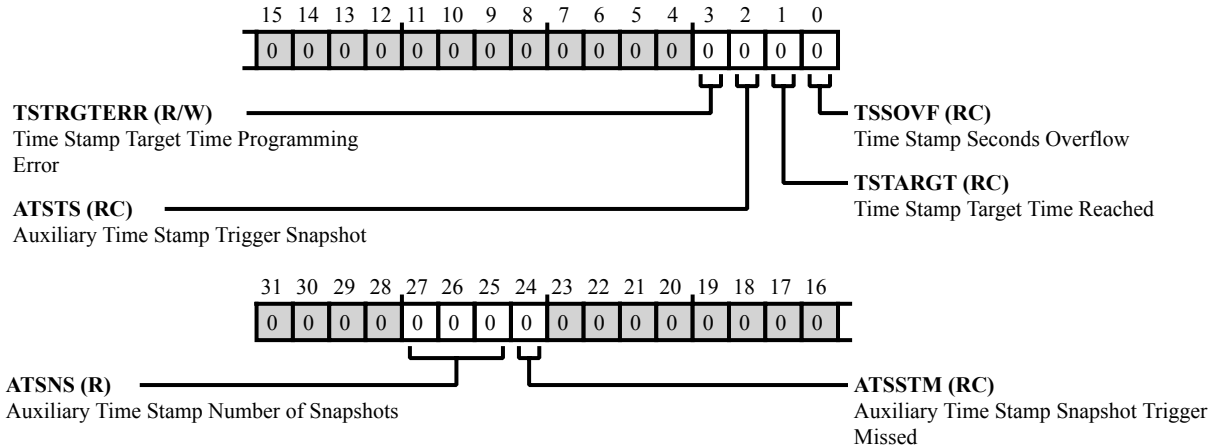 15 14 13 12 11 10 9 8 7 6 5 4 3 2 1 0
0 0 0 0 0 0 0 0 0 0 0 0 0 0 0 0
TSTRGTERR (R/W)
Time Stamp Target Time Programming
Error
ATSTS (RC)
Auxiliary Time Stamp Trigger Snapshot
TSSOVF (RC)
Time Stamp Seconds Overflow
TSTARGT (RC)
Time Stamp Target Time Reached
31 30 29 28 27 26 25 24 23 22 21 20 19 18 17 16
0 0 0 0 0 0 0 0 0 0 0 0 0 0 0 0
ATSNS (R)
Auxiliary Time Stamp Number of Snapshots
ATSSTM (RC)
Auxiliary Time Stamp Snapshot Trigger
Missed